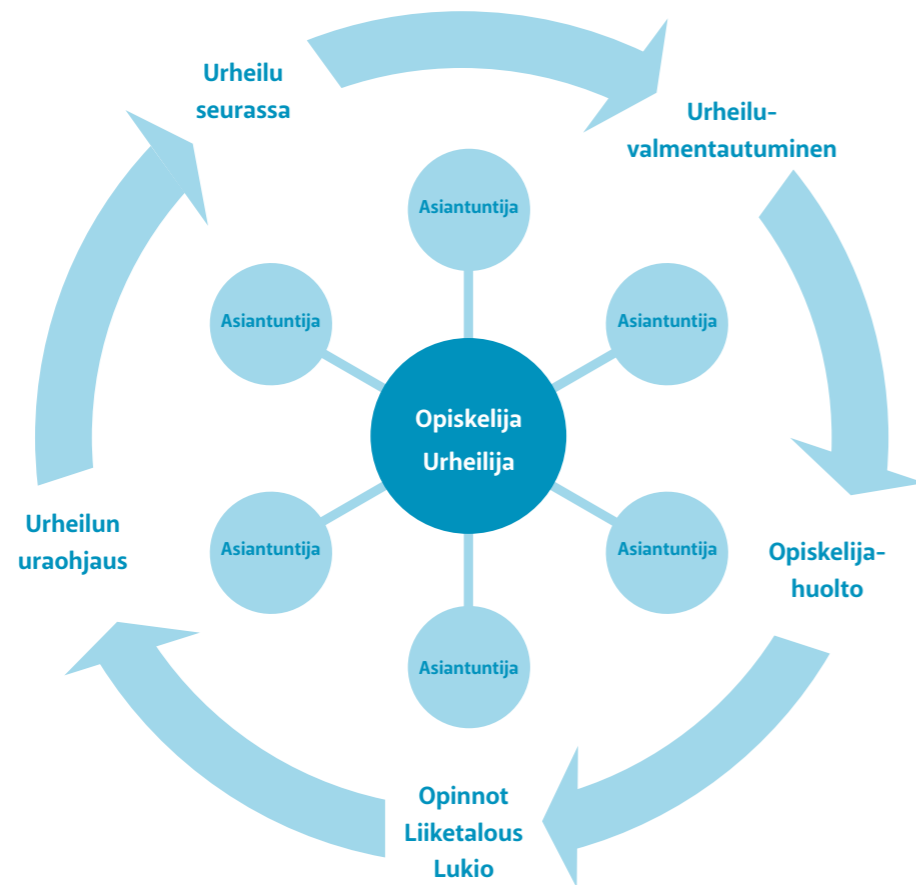 Urheilu
seurassa
Urheilu-
valmentautuminen
Asiantuntija
Asiantuntija
Asiantuntija
Opiskelija
Urheilija
Asiantuntija
Asiantuntija
Asiantuntija
Urheilun
uraohjaus
Opiskelija-
huolto
Opinnot
Liiketalous
Lukio